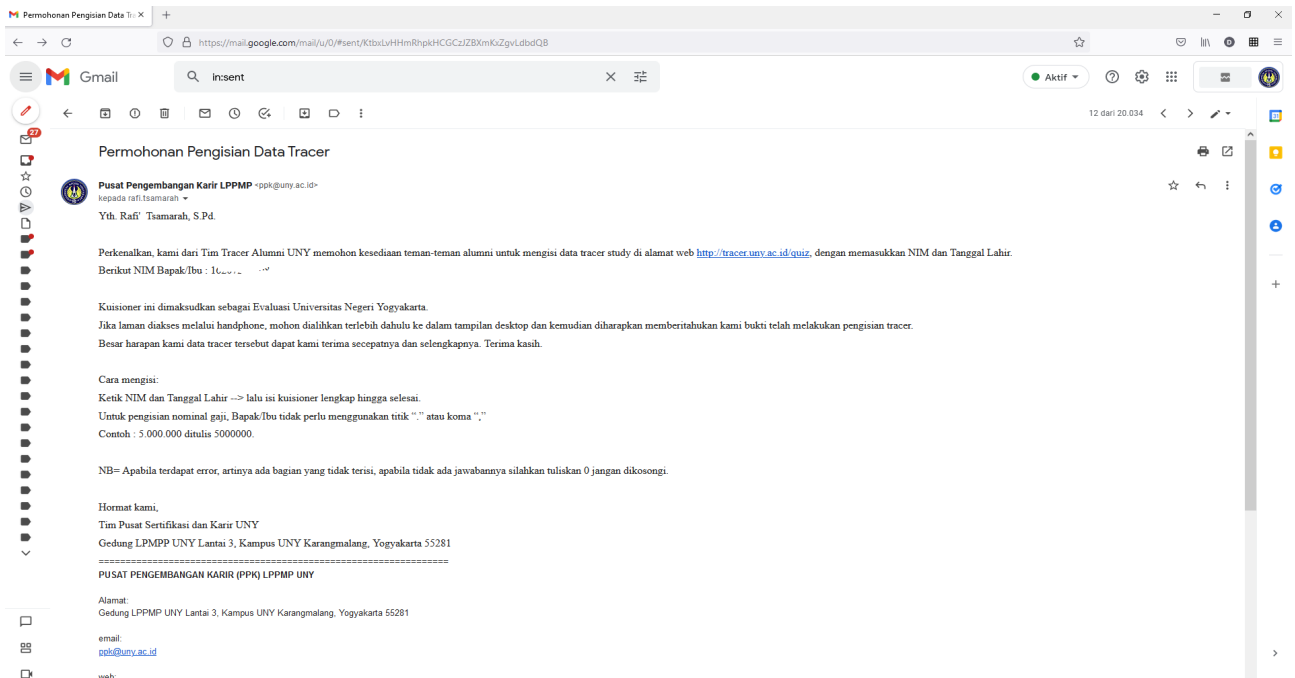 Permohonan Pengisian Data Tra
https://mail.google.com/mail/u/0/#sent/KtbxLvHHmRhpkHCGCzJZBXmKxZgvLdbdQB
Gmail
in:sent
Aktif
12 dari 20.034
27
Permohonan Pengisian Data Tracer
Pusat Pengembangan Karir LPPMP <ppk@uny.ac.id>
kepada rafi.tsamarah
Yth. Rafi' Tsamarah, S.Pd.
Perkenalkan, kami dari Tim Tracer Alumni UNY memohon kesediaan teman-teman alumni untuk mengisi data tracer study di alamat web http://tracer.uny.ac.id/quiz, dengan memasukkan NIM dan Tanggal Lahir.
Berikut NIM Bapak/Ibu :
Kuisioner ini dimaksudkan sebagai Evaluasi Universitas Negeri Yogyakarta.
Jika laman diakses melalui handphone, mohon dialihkan terlebih dahulu ke dalam tampilan desktop dan kemudian diharapkan memberitahukan kami bukti telah melakukan pengisian tracer.
Besar harapan kami data tracer tersebut dapat kami terima secepatnya dan selengkapnya. Terima kasih.
Cara mengisi:
Ketik NIM dan Tanggal Lahir --> lalu isi kuisioner lengkap hingga selesai.
Untuk pengisian nominal gaji, Bapak/Ibu tidak perlu menggunakan titik “.” atau koma “,”
Contoh : 5.000.000 ditulis 5000000.
NB= Apabila terdapat error, artinya ada bagian yang tidak terisi, apabila tidak ada jawabannya silahkan tuliskan 0 jangan dikosongi.
Hormat kami,
Tim Pusat Sertifikasi dan Karir UNY
Gedung LPMPP UNY Lantai 3, Kampus UNY Karangmalang, Yogyakarta 55281
=================================================================
PUSAT PENGEMBANGAN KARIR (PPK) LPPMP UNY
Alamat:
Gedung LPPMP UNY Lantai 3, Kampus UNY Karangmalang, Yogyakarta 55281
email:
ppk@uny.ac.id
web: